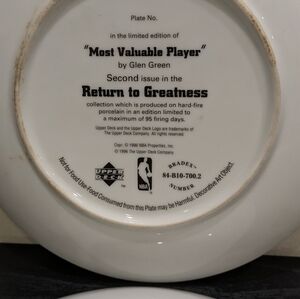 Plate No.
in the limited edition of
"Most Valuable Player"
by Glen Green
Second issue in the
Return to Greatness
collection which is produced on hard-fire
porcelain in an edition limited to
a maximum of 95 firing days.
Upper Deck and the Upper Deck Logo are trademarks of
The Upper Deck Company. All rights reserved.
Copr. © 1996 NBA Properties, Inc.
© 1996 The Upper Deck Company
UPPER
DECK
NBA
BRADEX
84-B10-700.2
NUMBER
Not for Food Use-Food Consumed from this Plate may be Harmful. Decorative Art Object.